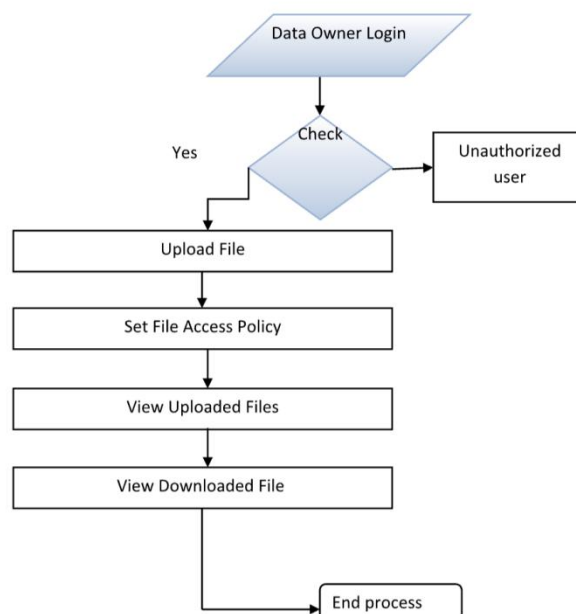 Data Owner Login
Check
Yes
Unauthorized
user
Upload File
Set File Access Policy
View Uploaded Files
View Downloaded File
End process